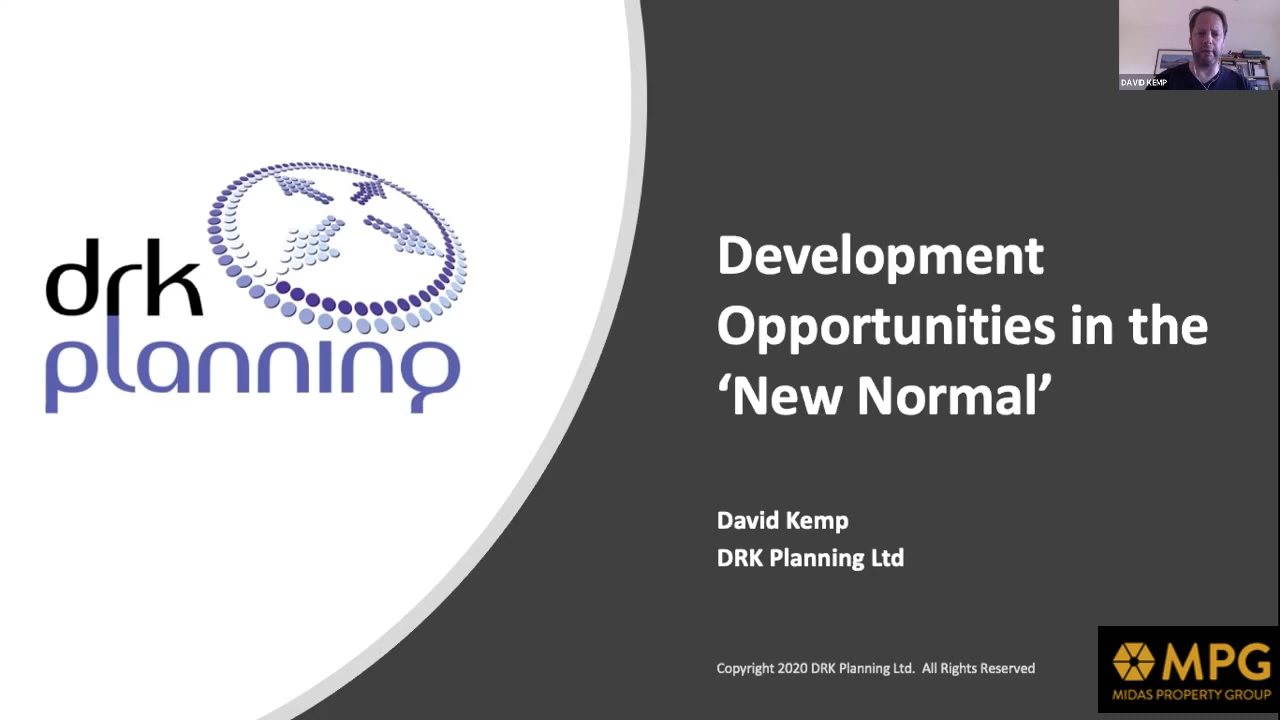 DAVID KEMP
drk
planning
Development
Opportunities in the
‘New Normal’
David Kemp
DRK Planning Ltd
Copyright 2020 DRK Planning Ltd.  All Rights Reserved
MPG
MIDAS PROPERTY GROUP